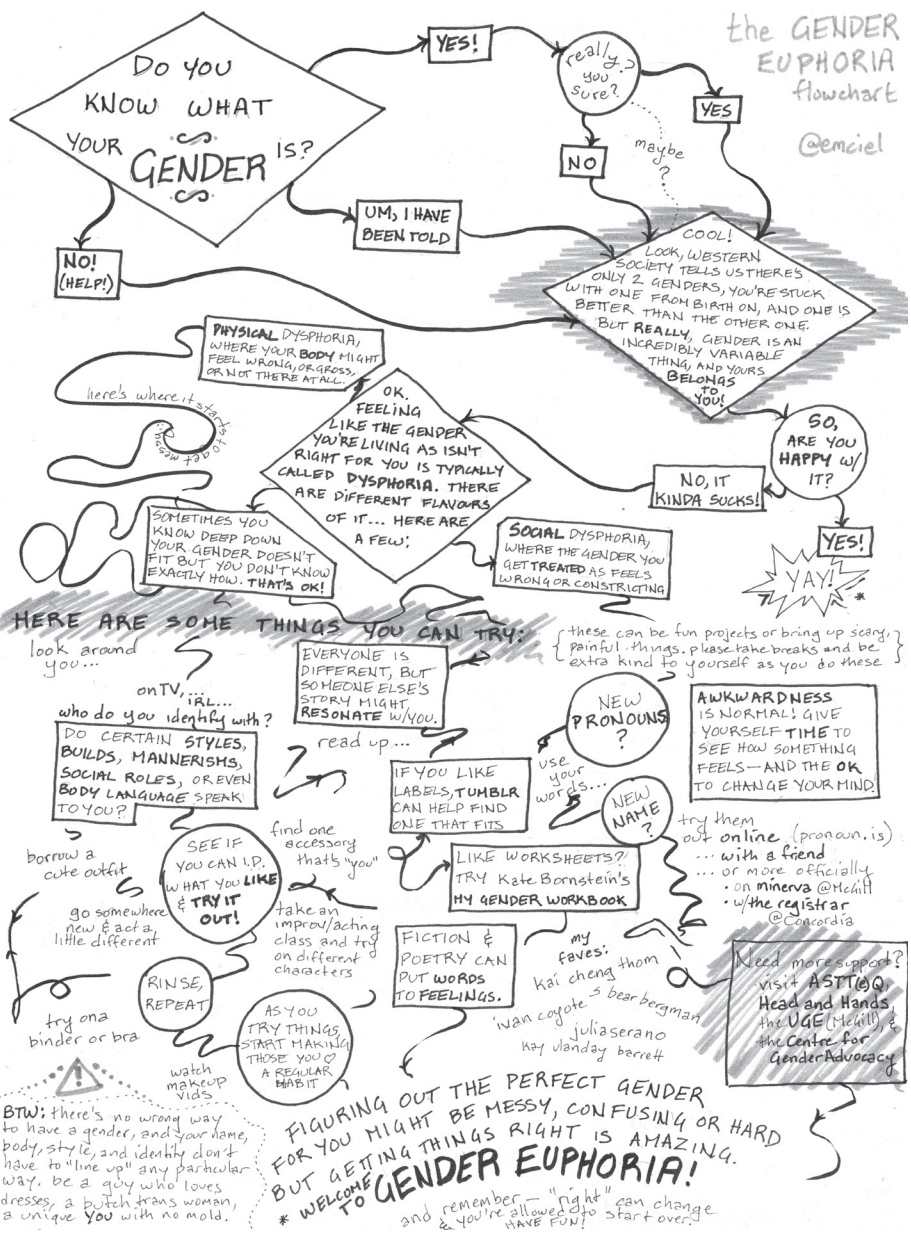 the GENDER
EUPHORIA
flowchart
@emciel
DO YOU
KNOW WHAT
YOUR GENDER IS?
YES!
really?
you
sure?
YES
NO
maybe
?
UM, I HAVE
BEEN TOLD
NO!
(HELP!)
COOL!
LOOK, WESTERN
SOCIETY TELLS US THERE'S
ONLY 2 GENDERS, YOU'RE STUCK
WITH ONE FROM BIRTH ON, AND ONE IS
BETTER THAN THE OTHER ONE.
BUT REALLY, GENDER IS AN
INCREDIBLY VARIABLE
THING, AND YOURS
BELONGS
TO
YOU!
SO,
ARE YOU
HAPPY W/
IT?
NO, IT
KINDA SUCKS!
YES!
YAY!
*
OK.
FEELING
LIKE THE GENDER
YOU'RE LIVING AS ISN'T
RIGHT FOR YOU IS TYPICALLY
CALLED DYSPHORIA. THERE
ARE DIFFERENT FLAVOURS
OF IT... HERE ARE
A FEW:
PHYSICAL DYSPHORIA,
WHERE YOUR BODY MIGHT
FEEL WRONG, OR GROSS,
OR NOT THERE AT ALL.
here's where it starts to get messy:
SOMETIMES YOU
KNOW DEEP DOWN
YOUR GENDER DOESN'T
FIT BUT YOU DON'T KNOW
EXACTLY HOW. THAT'S OK!
SOCIAL DYSPHORIA,
WHERE THE GENDER YOU
GET TREATED AS FEELS
WRONG OR CONSTRICTING
HERE ARE SOME THINGS YOU CAN TRY:
{these can be fun projects or bring up scary,
painful things. please take breaks and be
extra kind to yourself as you do these}
look around
you...
on TV, ...
IRL...
who do you identify with?
DO CERTAIN STYLES,
BUILDS, MANNERISMS,
SOCIAL ROLES, OR EVEN
BODY LANGUAGE SPEAK
TO YOU?
EVERYONE IS
DIFFERENT, BUT
SOMEONE ELSE'S
STORY MIGHT
RESONATE W/YOU.
read up...
IF YOU LIKE
LABELS, TUMBLR
CAN HELP FIND
ONE THAT FITS
LIKE WORKSHEETS?
TRY Kate Bornstein's
MY GENDER WORKBOOK
FICTION &
POETRY CAN
PUT WORDS
TO FEELINGS.
my
faves:
kai cheng thom
s bear bergman
ivan coyote
julia serano
kay ulanday barrett
NEW
PRONOUNS
?
use
your
words...
NEW
NAME
?
AWKWARDNESS
IS NORMAL! GIVE
YOURSELF TIME TO
SEE HOW SOMETHING
FEELS—AND THE OK
TO CHANGE YOUR MIND.
try them
out online (pronoun.is)
... with a friend
... or more officially
• on minerva @McGill
• w/the registrar
@Concordia
Need more support?
visit ASTT(e)Q,
Head and Hands,
the UGE (McGill), &
the Centre for
Gender Advocacy
SEE IF
YOU CAN I.D.
WHAT YOU LIKE
& TRY IT
OUT!
find one
accessory
that's "you"
borrow a
cute outfit
go somewhere
new & act a
little different
take an
improv/acting
class and try
on different
characters
RINSE,
REPEAT
try on a
binder or bra
watch
makeup
vids
AS YOU
TRY THINGS,
START MAKING
THOSE YOU ♡
A REGULAR
HABIT
BTW: there's no wrong way
to have a gender, and your name,
body, style, and identity don't
have to "line up" any particular
way. be a guy who loves
dresses, a butch trans woman,
a unique YOU with no mold.
FIGURING OUT THE PERFECT GENDER
FOR YOU MIGHT BE MESSY, CONFUSING OR HARD
BUT GETTING THINGS RIGHT IS AMAZING.
* WELCOME TO GENDER EUPHORIA!
and remember — "right" can change
& you're allowed to start over.
HAVE FUN!